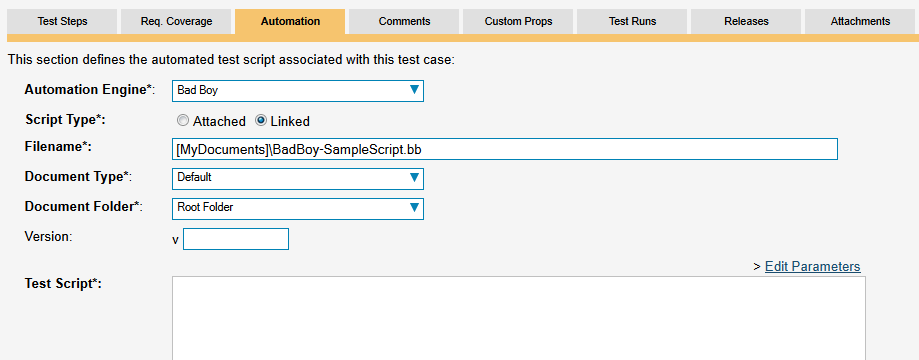 Test Steps Req. Coverage Automation Comments Custom Props Test Runs Releases Attachments
This section defines the automated test script associated with this test case:
Automation Engine*: Bad Boy
Script Type*: Attached Linked
Filename*: [MyDocuments]\BadBoy-SampleScript.bb
Document Type*: Default
Document Folder*: Root Folder
Version: v
> Edit Parameters
Test Script*: